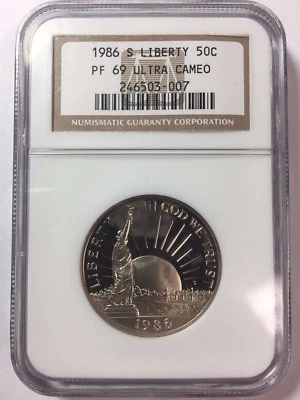 1986 S LIBERTY 50C
PF 69 ULTRA CAMEO
246503-007
NUMISMATIC GUARANTY CORPORATION
LIBERTY
IN GOD WE TRUST
1986